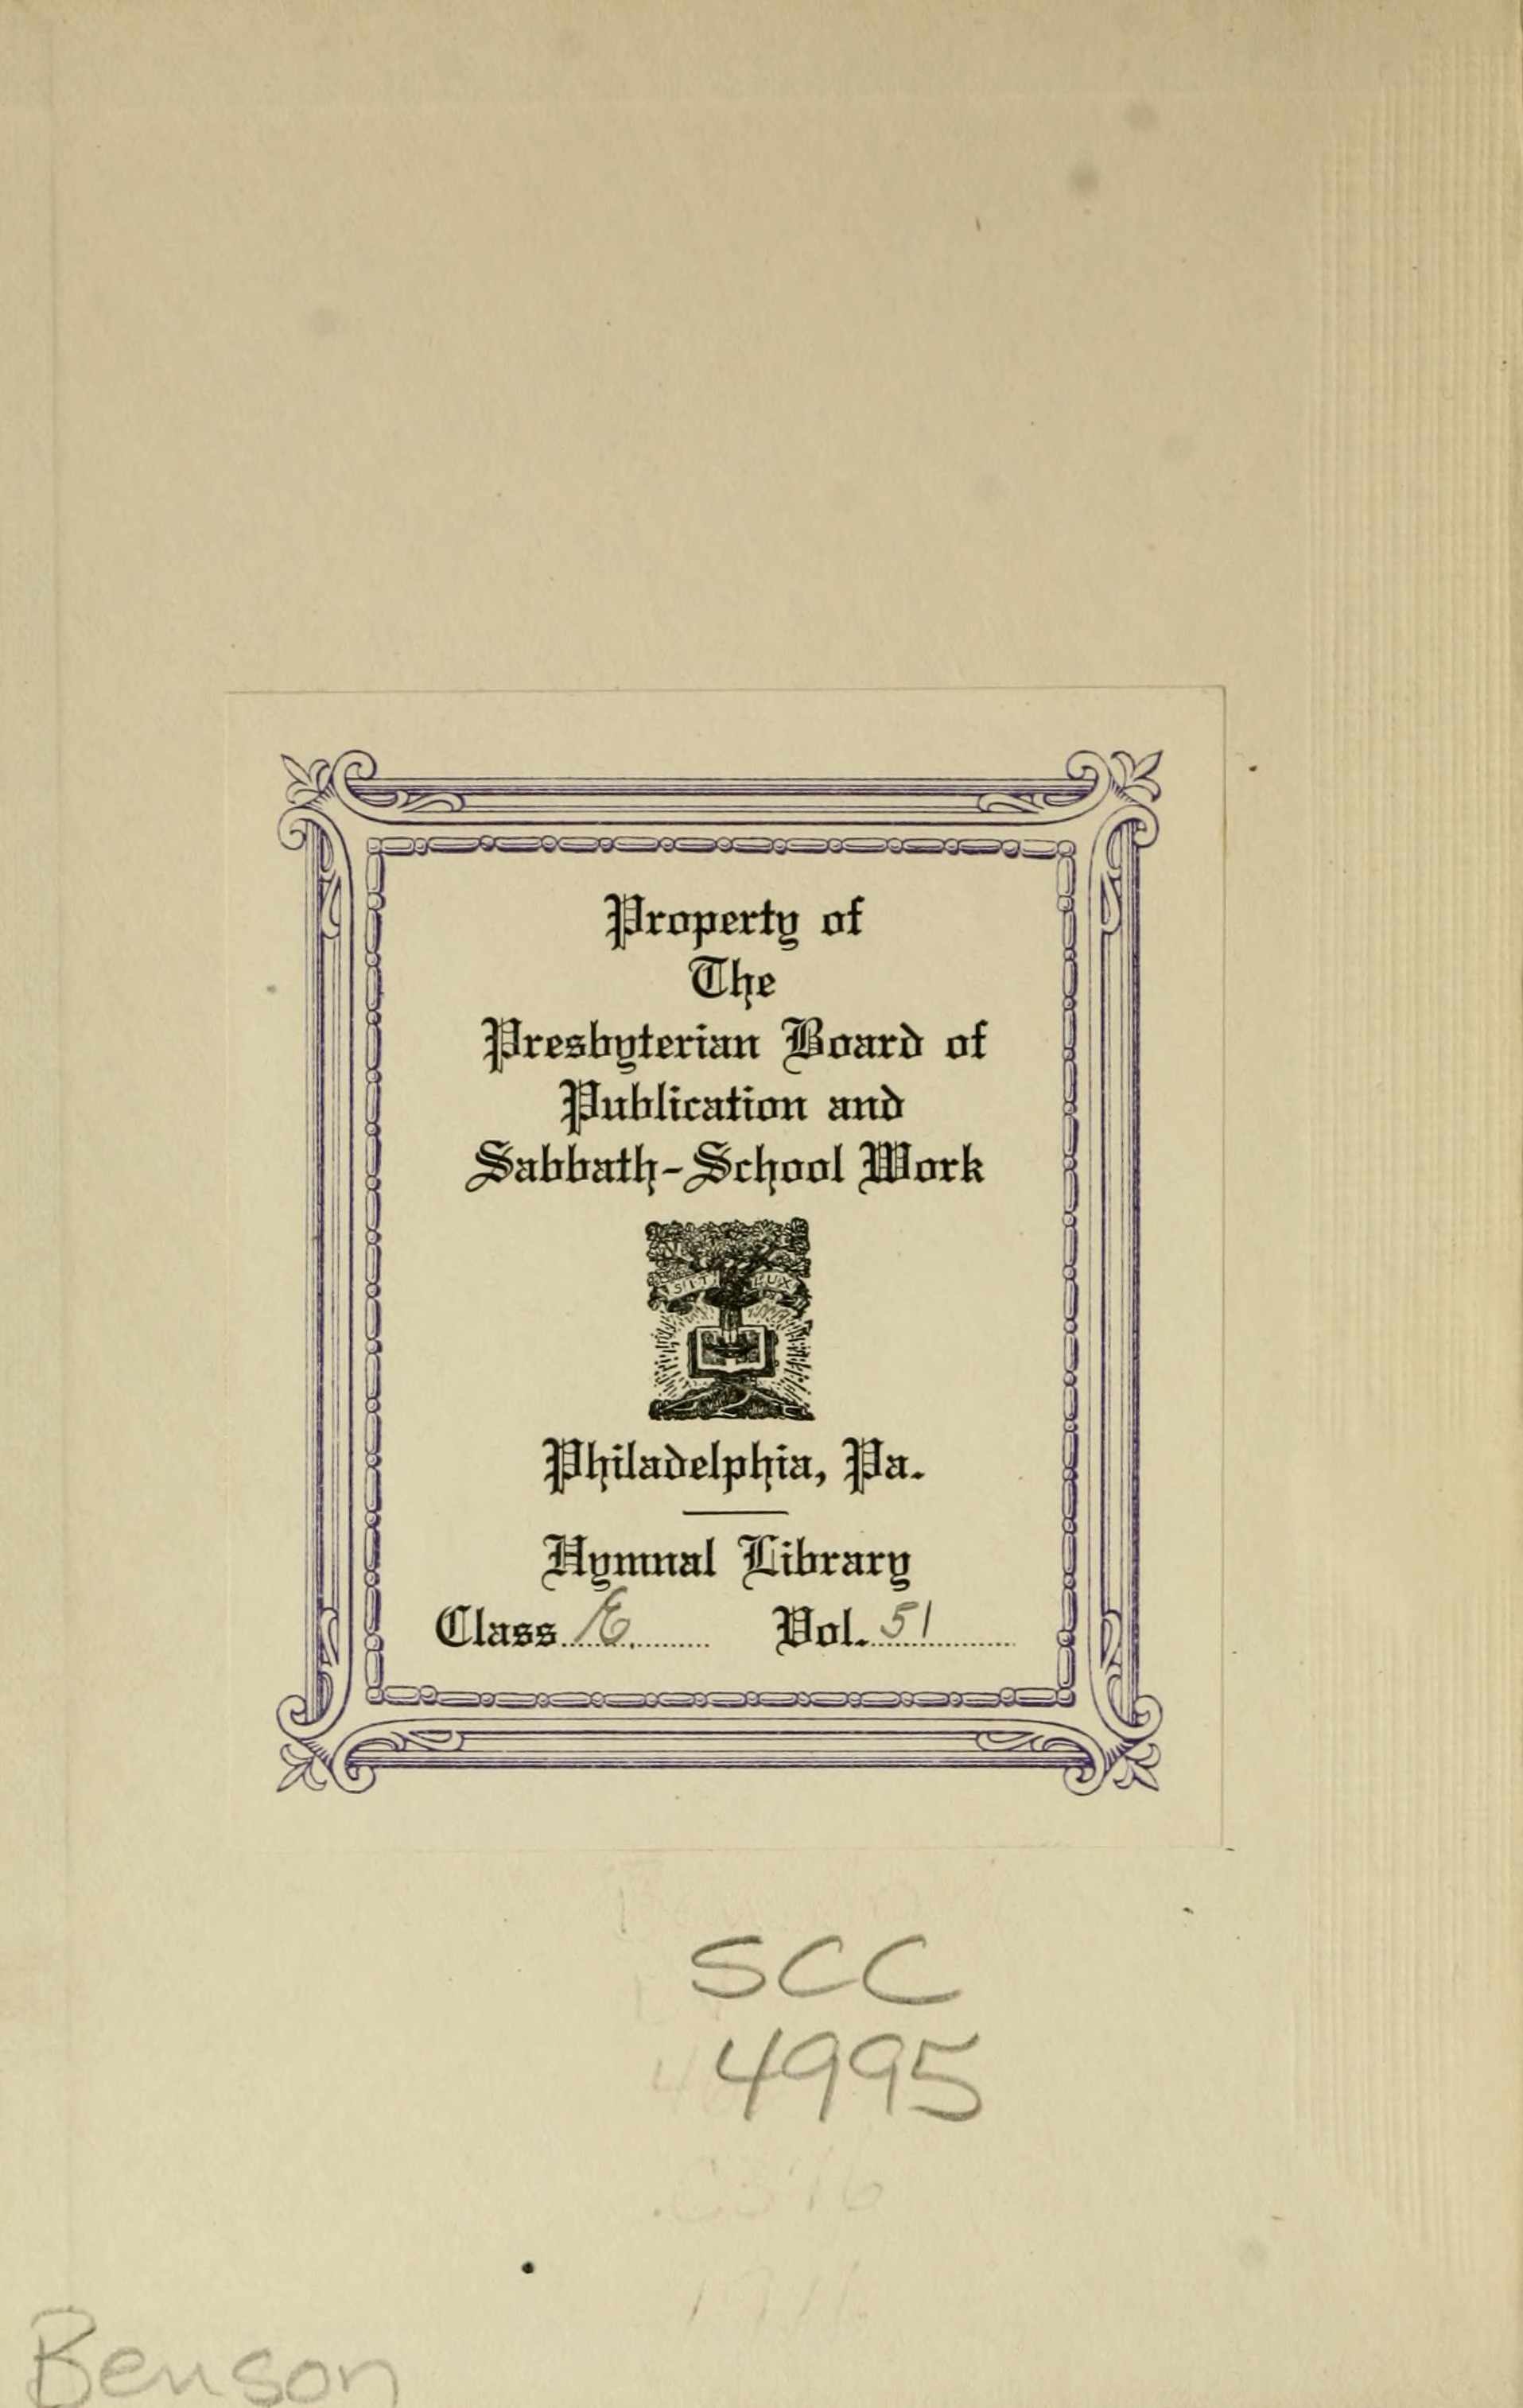 Property of
The
Presbyterian Board of
Publication and
Sabbath-School Work
SIT LUX
Philadelphia, Pa.
Hymnal Library
Class E. Vol. 51
SCC
4995
Benson